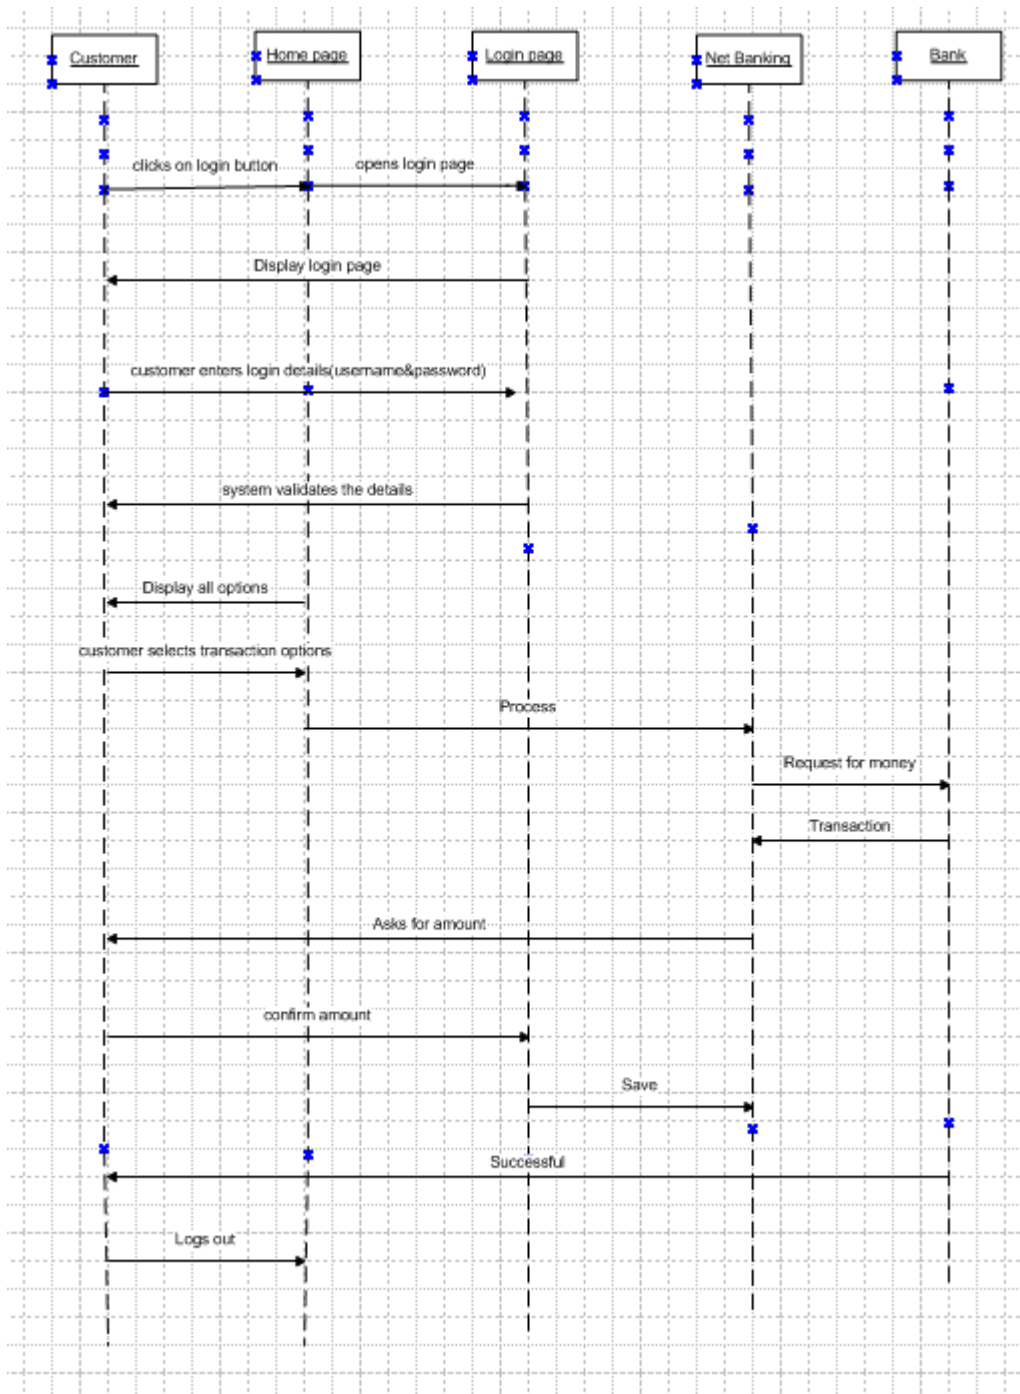 Customer
Home page
Login page
Net Banking
Bank
clicks on login button
opens login page
Display login page
customer enters login details(username&password)
system validates the details
Display all options
customer selects transaction options
Process
Request for money
Transaction
Asks for amount
confirm amount
Save
Successful
Logs out